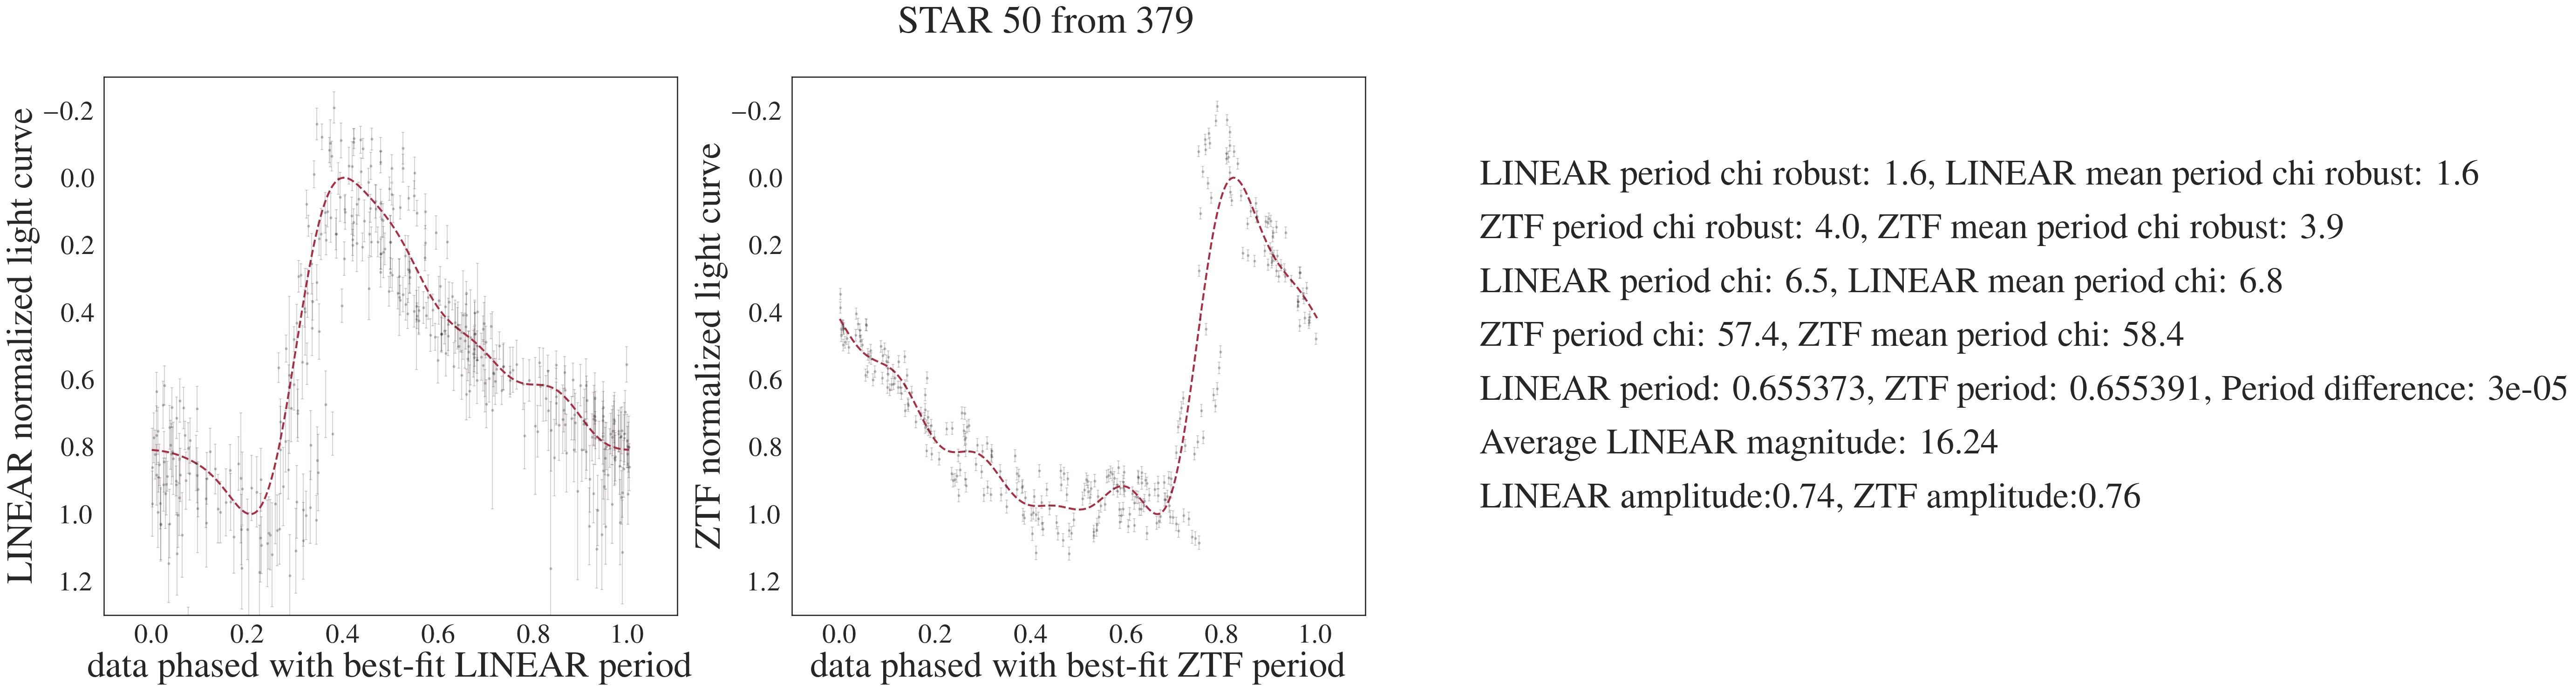 STAR 50 from 379
LINEAR normalized light curve
−0.2
0.0
0.2
0.4
0.6
0.8
1.0
1.2
0.0 0.2 0.4 0.6 0.8 1.0
data phased with best-fit LINEAR period
ZTF normalized light curve
−0.2
0.0
0.2
0.4
0.6
0.8
1.0
1.2
0.0 0.2 0.4 0.6 0.8 1.0
data phased with best-fit ZTF period
LINEAR period chi robust: 1.6, LINEAR mean period chi robust: 1.6
ZTF period chi robust: 4.0, ZTF mean period chi robust: 3.9
LINEAR period chi: 6.5, LINEAR mean period chi: 6.8
ZTF period chi: 57.4, ZTF mean period chi: 58.4
LINEAR period: 0.655373, ZTF period: 0.655391, Period difference: 3e-05
Average LINEAR magnitude: 16.24
LINEAR amplitude:0.74, ZTF amplitude:0.76